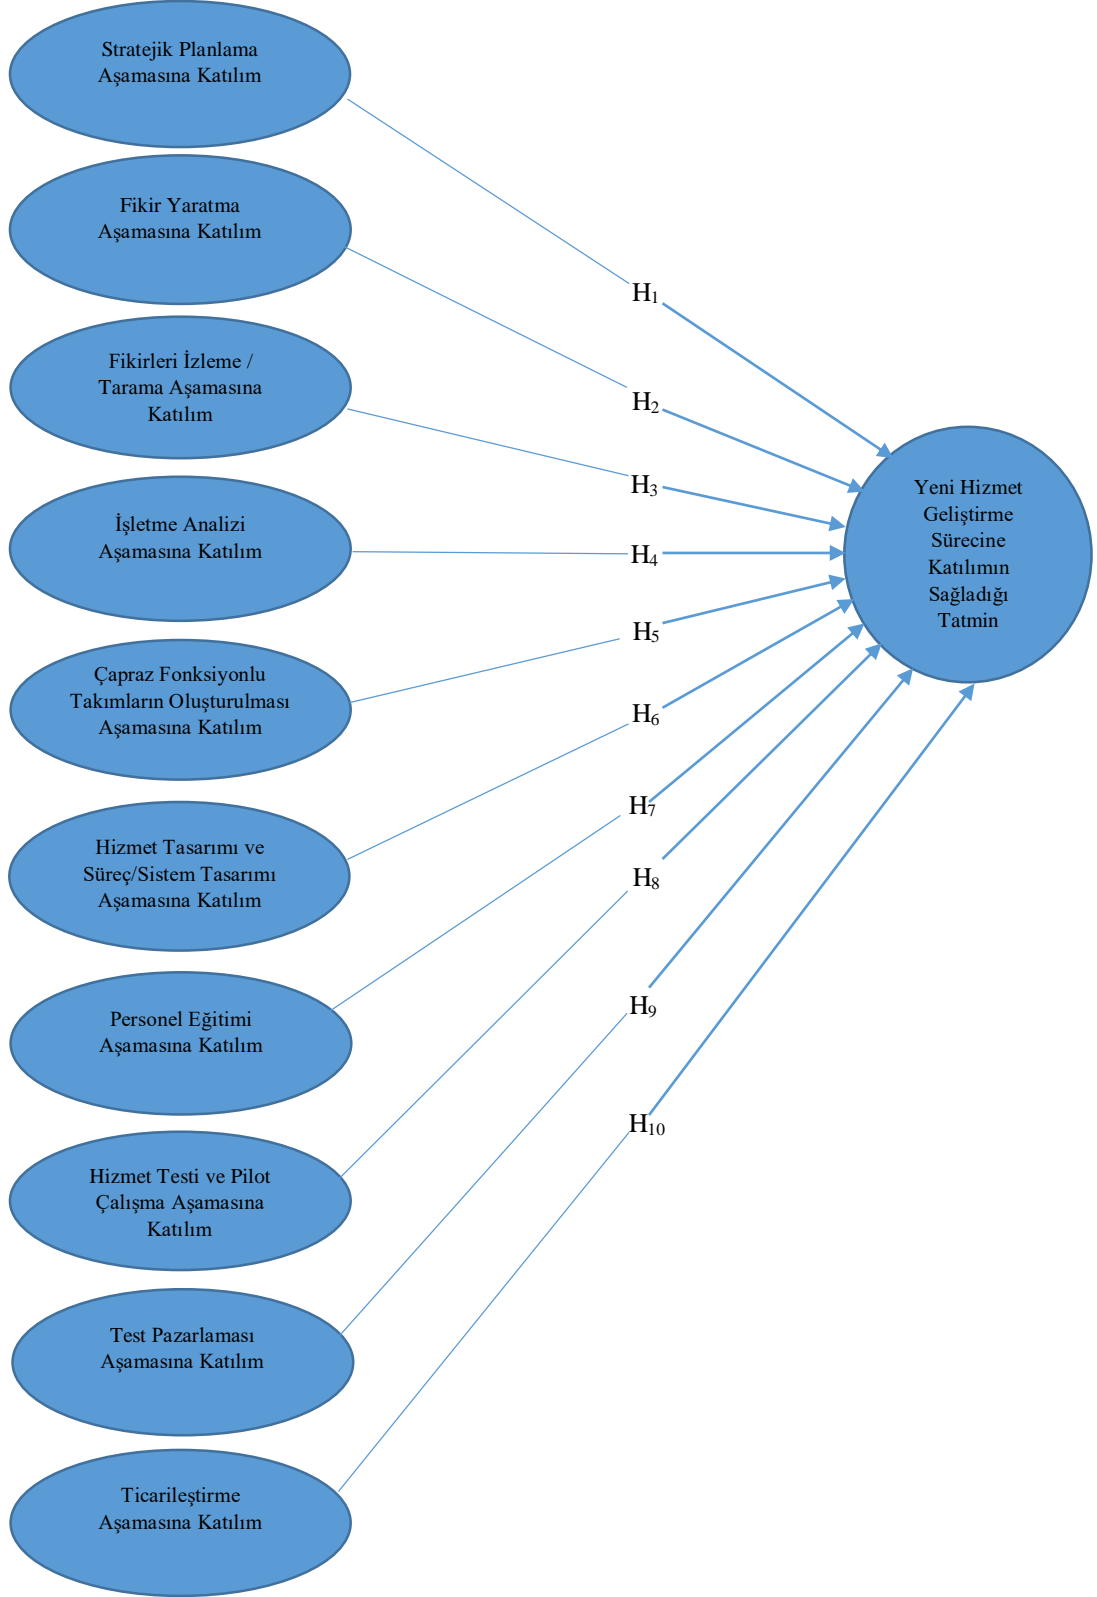 Stratejik Planlama
Aşamasına Katılım
Fikir Yaratma
Aşamasına Katılım
Fikirleri İzleme /
Tarama Aşamasına
Katılım
İşletme Analizi
Aşamasına Katılım
Çapraz Fonksiyonlu
Takımların Oluşturulması
Aşamasına Katılım
Hizmet Tasarımı ve
Süreç/Sistem Tasarımı
Aşamasına Katılım
Personel Eğitimi
Aşamasına Katılım
Hizmet Testi ve Pilot
Çalışma Aşamasına
Katılım
Test Pazarlaması
Aşamasına Katılım
Ticarileştirme
Aşamasına Katılım
H1
H2
H3
H4
H5
H6
H7
H8
H9
H10
Yeni Hizmet
Geliştirme
Sürecine
Katılımın
Sağladığı
Tatmin